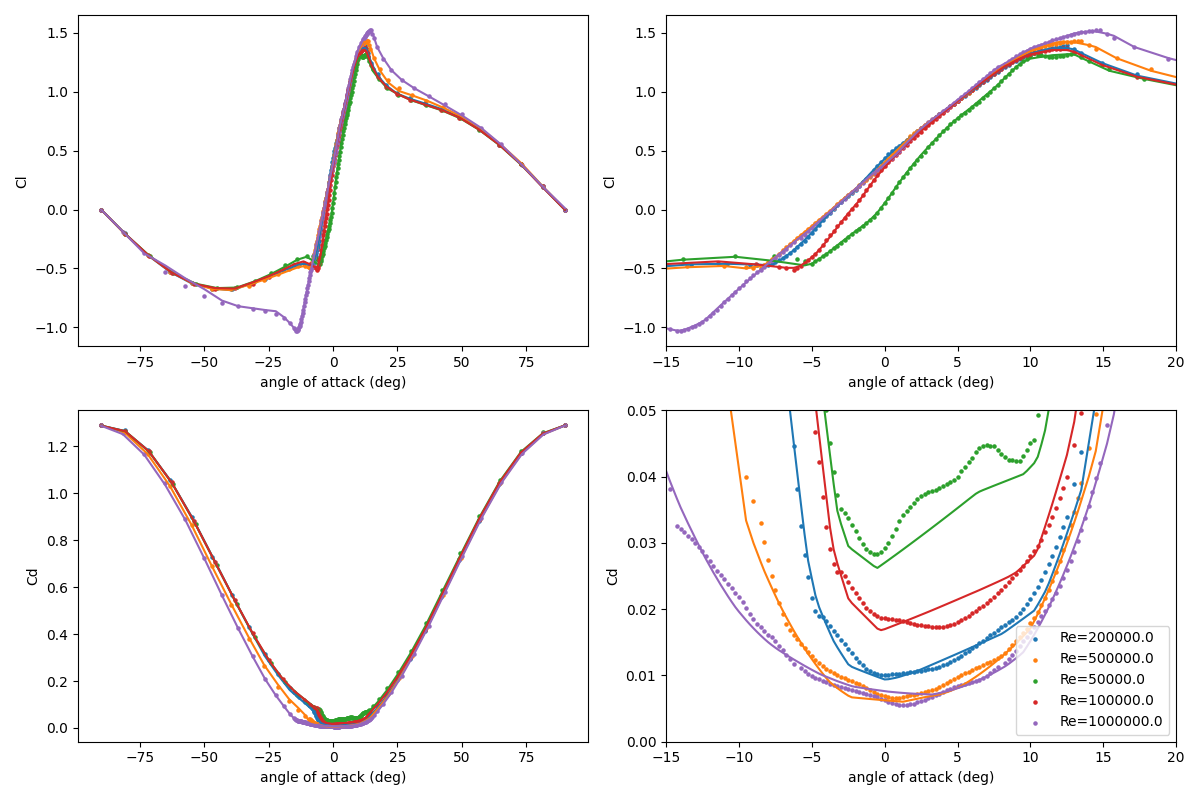 1.5
1.0
0.5
0.0
−0.5
−1.0
Cl
−75 −50 −25 0 25 50 75
angle of attack (deg)
1.5
1.0
0.5
0.0
−0.5
−1.0
Cl
−15 −10 −5 0 5 10 15 20
angle of attack (deg)
1.2
1.0
0.8
0.6
0.4
0.2
0.0
Cd
−75 −50 −25 0 25 50 75
angle of attack (deg)
0.05
0.04
0.03
0.02
0.01
0.00
Cd
Re=200000.0
Re=500000.0
Re=50000.0
Re=100000.0
Re=1000000.0
−15 −10 −5 0 5 10 15 20
angle of attack (deg)